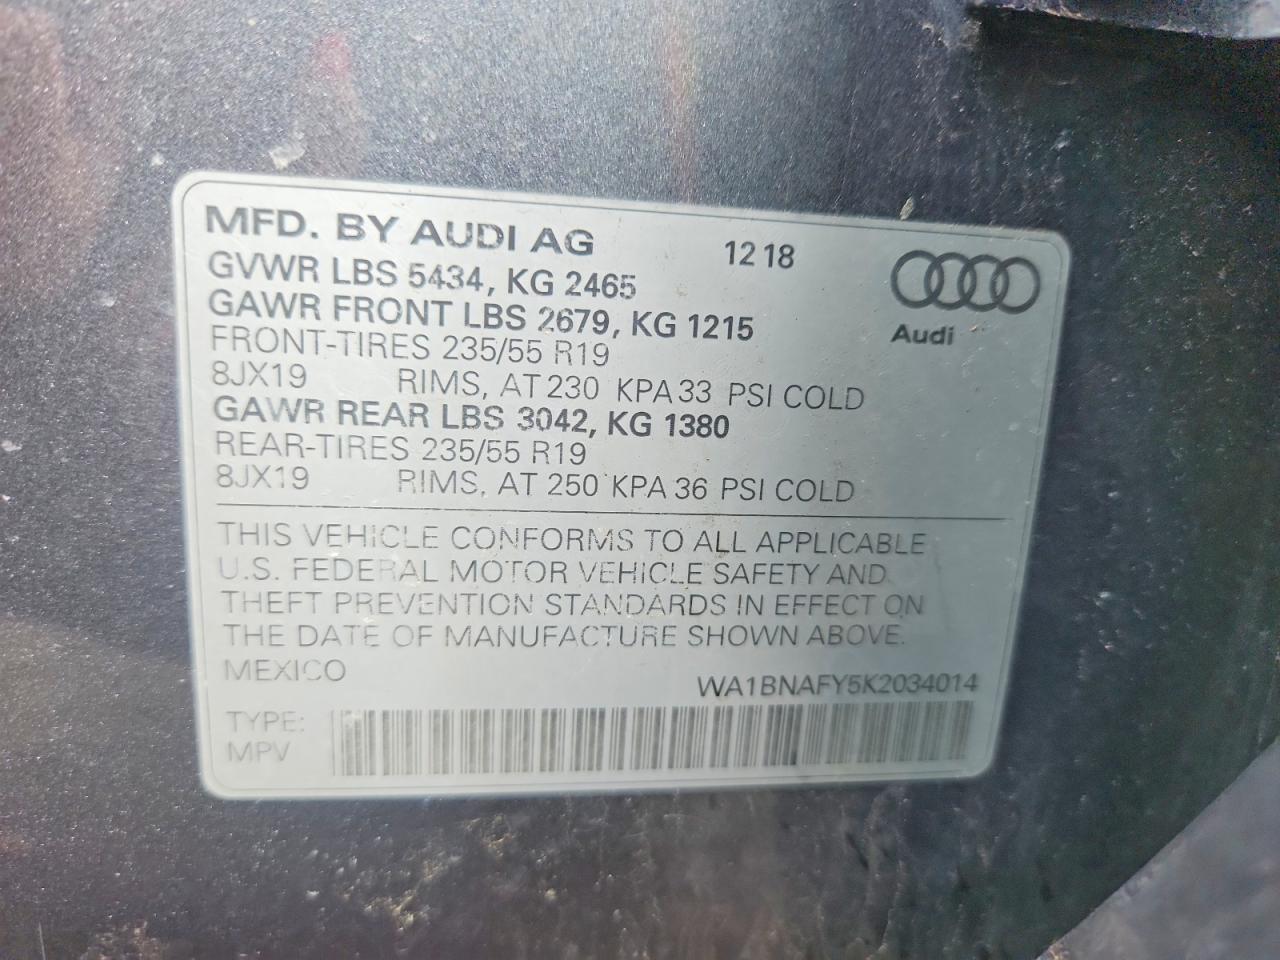 MFD. BY AUDI AG 12 18
GVWR LBS 5434, KG 2465
GAWR FRONT LBS 2679, KG 1215
Audi
FRONT-TIRES 235/55 R19
8JX19 RIMS, AT 230 KPA 33 PSI COLD
GAWR REAR LBS 3042, KG 1380
REAR-TIRES 235/55 R19
8JX19 RIMS, AT 250 KPA 36 PSI COLD
THIS VEHICLE CONFORMS TO ALL APPLICABLE
U.S. FEDERAL MOTOR VEHICLE SAFETY AND
THEFT PREVENTION STANDARDS IN EFFECT ON
THE DATE OF MANUFACTURE SHOWN ABOVE.
MEXICO WA1BNAFY5K2034014
TYPE:
MPV